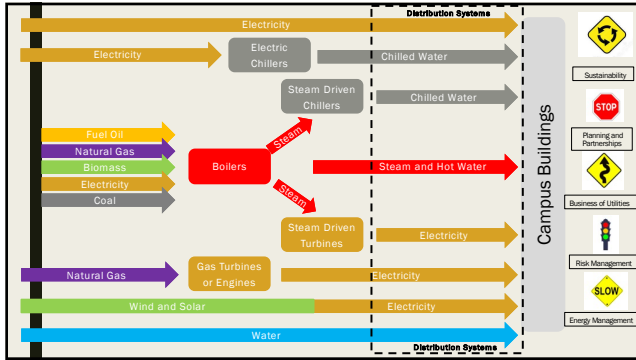 Distribution Systems
Electricity
Electricity
Electric
Chillers
Chilled Water
Steam Driven
Chillers
Chilled Water
Fuel Oil
Natural Gas
Biomass
Electricity
Coal
Boilers
Steam
Steam
Steam and Hot Water
Steam Driven
Turbines
Electricity
Natural Gas
Gas Turbines
or Engines
Electricity
Wind and Solar
Electricity
Water
Distribution Systems
Campus Buildings
Sustainability
STOP
Planning and
Partnerships
Business of Utilities
Risk Management
SLOW
Energy Management